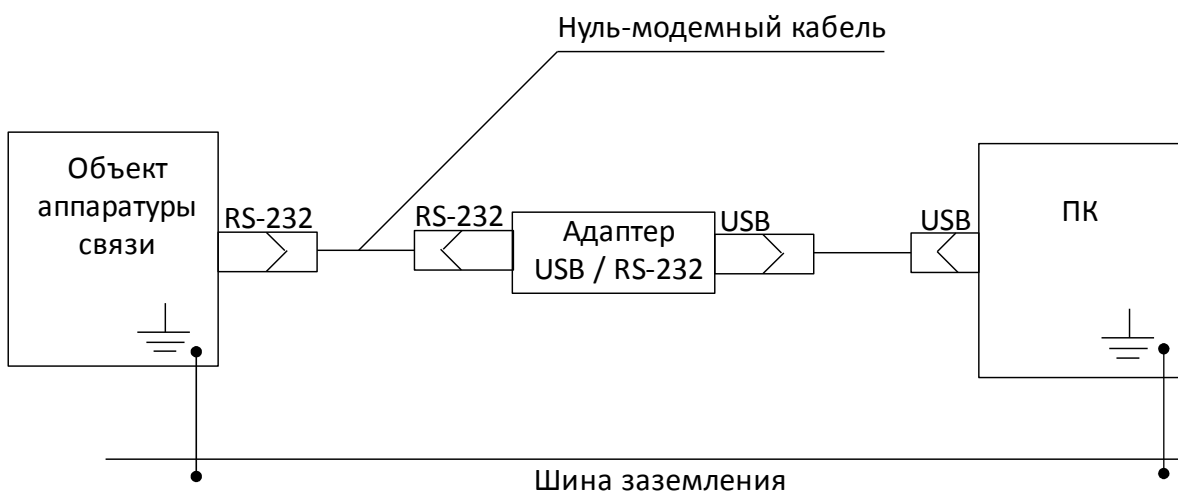 Нуль-модемный кабель
Объект
аппаратуры
связи
RS-232
RS-232
Адаптер
USB / RS-232
USB
USB
ПК
Шина заземления